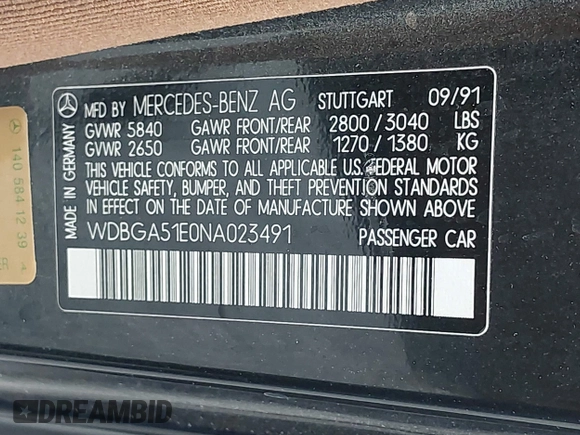 MFD BY MERCEDES-BENZ AG STUTTGART 09/91
GVWR 5840 GAWR FRONT/REAR 2800/3040 LBS
GVWR 2650 GAWR FRONT/REAR 1270/1380 KG
THIS VEHICLE CONFORMS TO ALL APPLICABLE U.S. FEDERAL MOTOR
VEHICLE SAFETY, BUMPER, AND THEFT PREVENTION STANDARDS
IN EFFECT ON THE DATE OF MANUFACTURE SHOWN ABOVE
WDBGA51E0NA023491 PASSENGER CAR
MADE IN GERMANY
140 584 12 39
DREAMBID